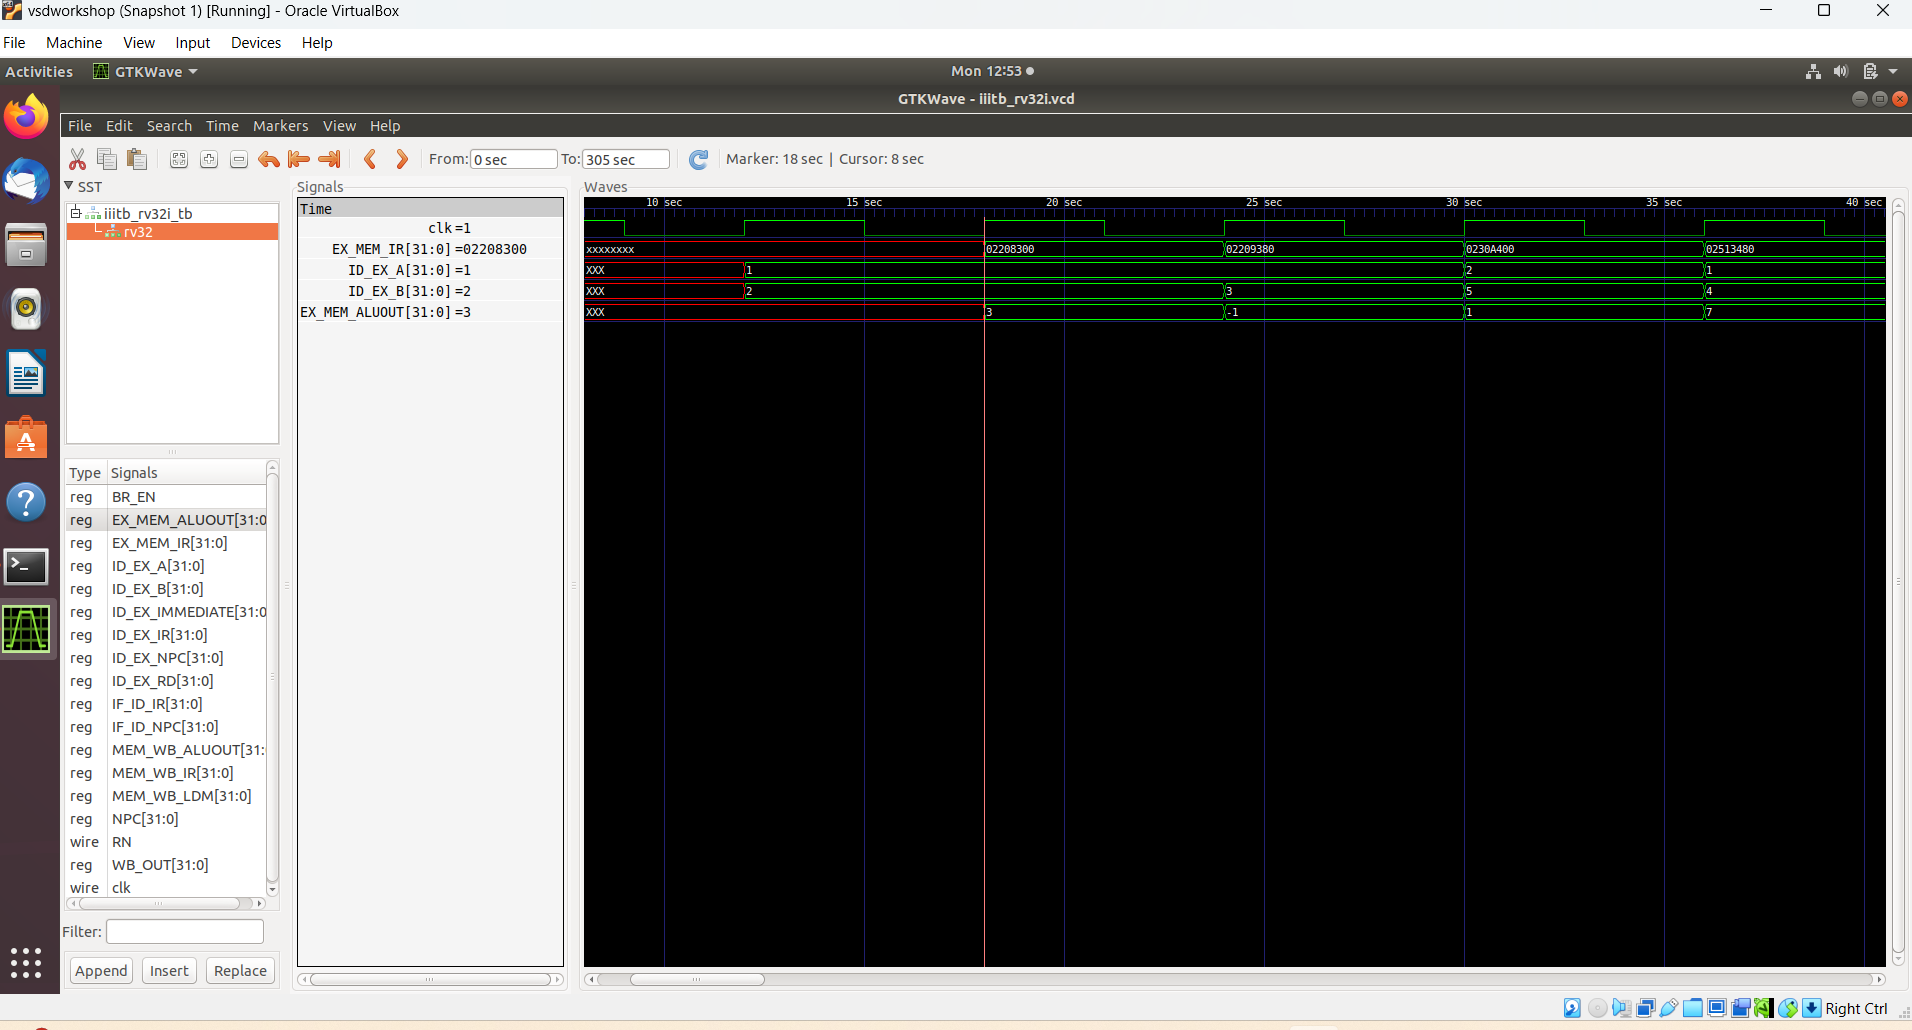 vsdworkshop (Snapshot 1) [Running] - Oracle VirtualBox
File Machine View Input Devices Help
Activities GTKWave Mon 12:53
GTKWave - iiitb_rv32i.vcd
File Edit Search Time Markers View Help
From: 0 sec To: 305 sec Marker: 18 sec | Cursor: 8 sec
SST
iiitb_rv32i_tb
rv32
Type Signals
reg BR_EN
reg EX_MEM_ALUOUT[31:0
reg EX_MEM_IR[31:0]
reg ID_EX_A[31:0]
reg ID_EX_B[31:0]
reg ID_EX_IMMEDIATE[31:0
reg ID_EX_IR[31:0]
reg ID_EX_NPC[31:0]
reg ID_EX_RD[31:0]
reg IF_ID_IR[31:0]
reg IF_ID_NPC[31:0]
reg MEM_WB_ALUOUT[31:
reg MEM_WB_IR[31:0]
reg MEM_WB_LDM[31:0]
reg NPC[31:0]
wire RN
reg WB_OUT[31:0]
wire clk
Filter:
Append Insert Replace
Signals
Time
clk =1
EX_MEM_IR[31:0] =02208300
ID_EX_A[31:0] =1
ID_EX_B[31:0] =2
EX_MEM_ALUOUT[31:0] =3
Waves
10 sec 15 sec 20 sec 25 sec 30 sec 35 sec 40 sec
xxxxxxxx 02208300 02209380 0230A400 02513480
XXX 1 2 1
XXX 2 3 5 4
XXX 3 -1 1 7
Right Ctrl